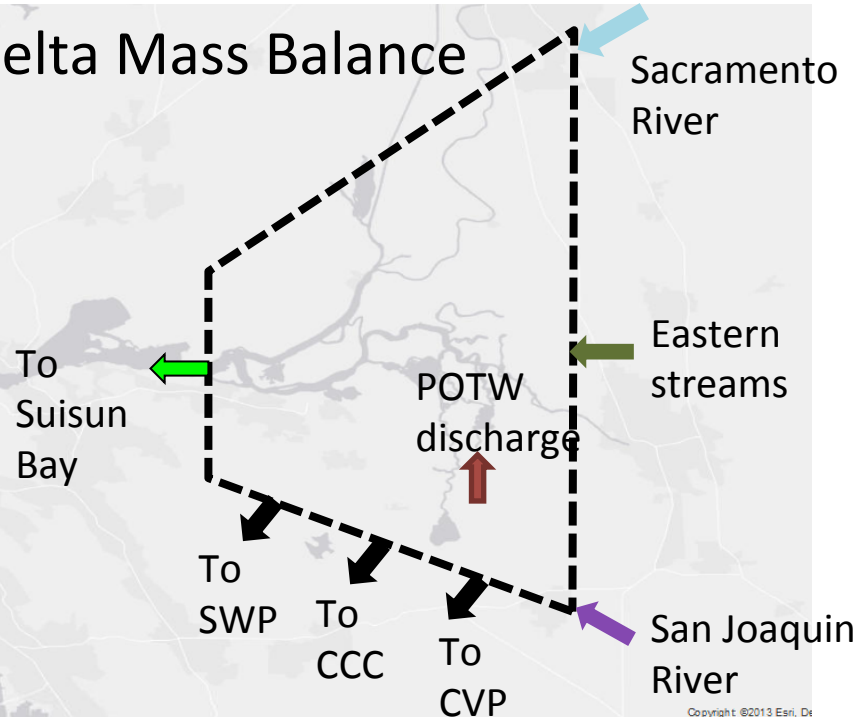 elta Mass Balance
Sacramento
River
Eastern
streams
To
Suisun
Bay
POTW
discharge
To
SWP
To
CCC
To
CVP
San Joaquin
River
Copyright ©2013 Esri, De